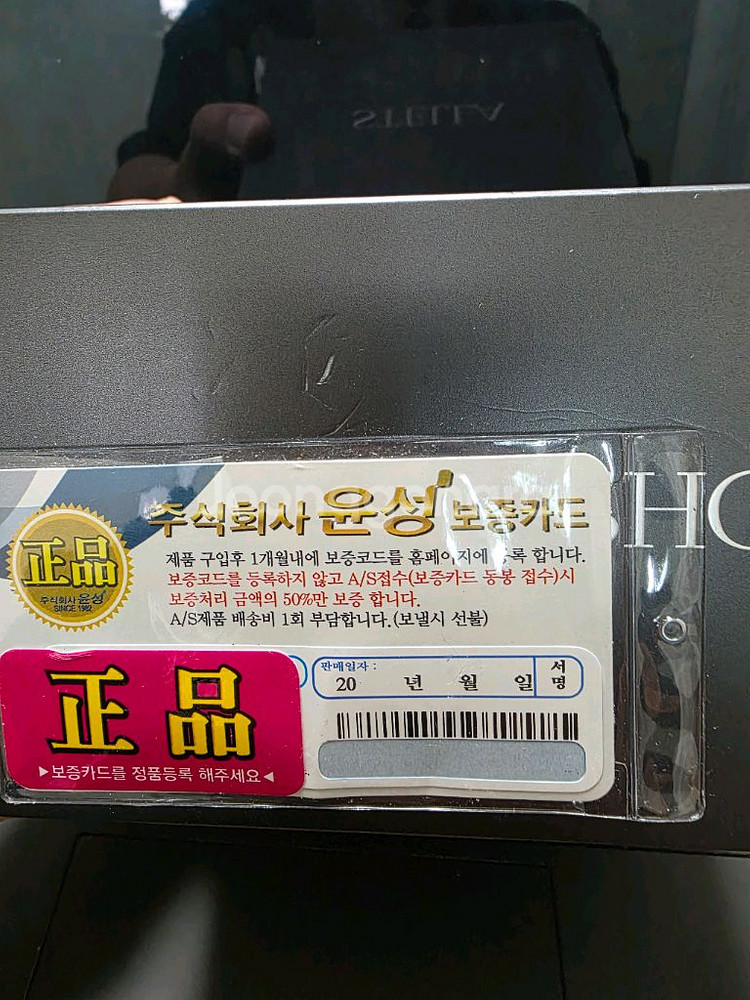 STELLA
SHO
주식회사 윤성 보증카드
제품 구입후 1개월내에 보증코드를 홈페이지에 등록 합니다.
보증코드를 등록하지 않고 A/S접수(보증카드 동봉 접수)시
보증처리 금액의 50%만 보증 합니다.
A/S제품 배송비 1회 부담합니다.(보낼시 선불)
正品
주식회사 윤성
SINCE 1982
판매일자 :
20 년 월 일
서명
正品
▶보증카드를 정품등록 해주세요◀